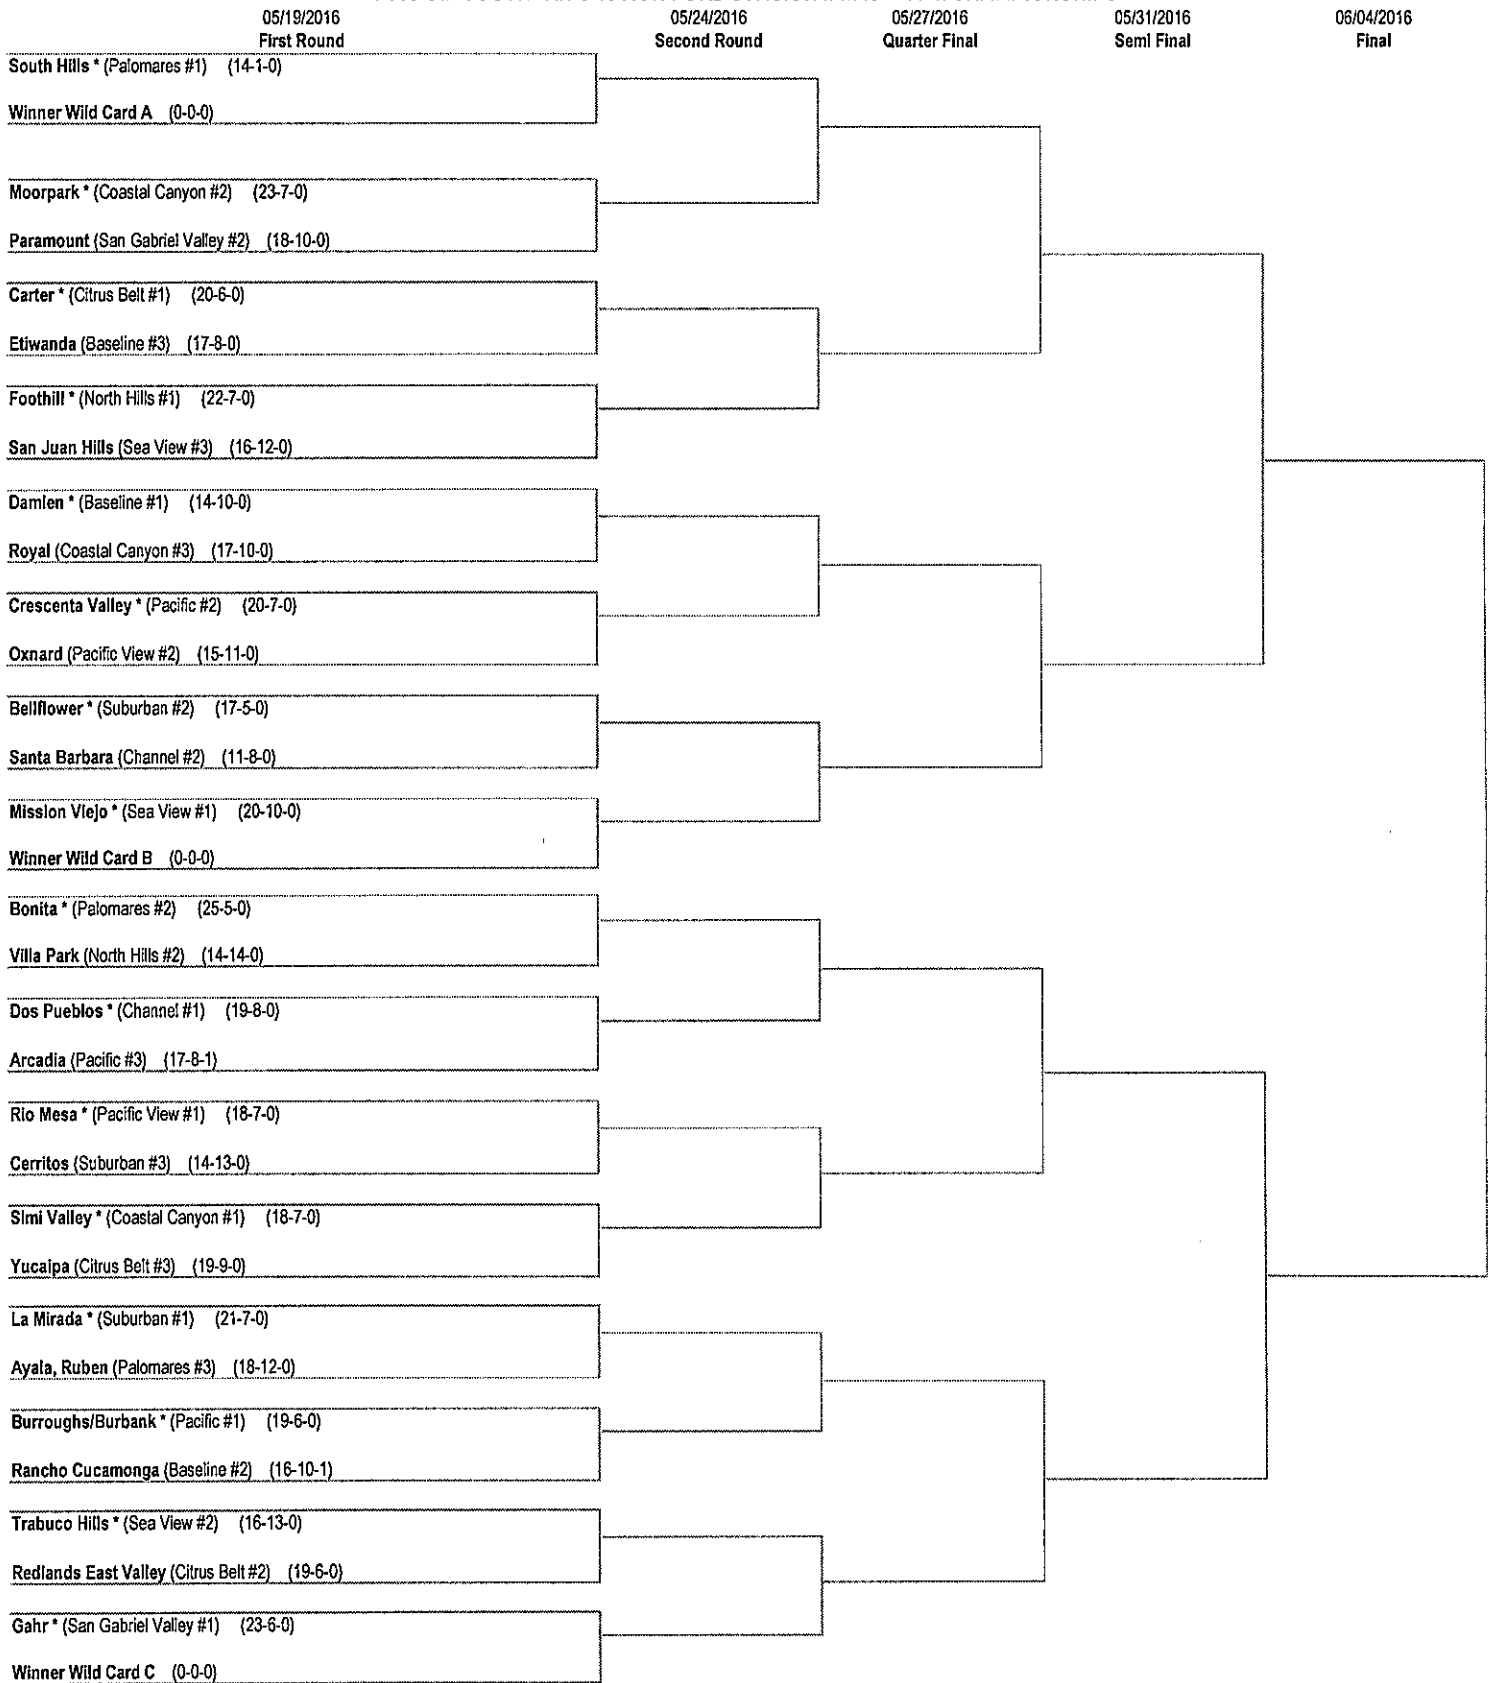 05/19/2016 05/24/2016 05/27/2016 05/31/2016 06/04/2016
First Round Second Round Quarter Final Semi Final Final
South Hills * (Palomares #1) (14-1-0)
Winner Wild Card A (0-0-0)
Moorpark * (Coastal Canyon #2) (23-7-0)
Paramount (San Gabriel Valley #2) (18-10-0)
Carter * (Citrus Belt #1) (20-6-0)
Etiwanda (Baseline #3) (17-8-0)
Foothill * (North Hills #1) (22-7-0)
San Juan Hills (Sea View #3) (16-12-0)
Damien * (Baseline #1) (14-10-0)
Royal (Coastal Canyon #3) (17-10-0)
Crescenta Valley * (Pacific #2) (20-7-0)
Oxnard (Pacific View #2) (15-11-0)
Bellflower * (Suburban #2) (17-5-0)
Santa Barbara (Channel #2) (11-8-0)
Mission Viejo * (Sea View #1) (20-10-0)
Winner Wild Card B (0-0-0)
Bonita * (Palomares #2) (25-5-0)
Villa Park (North Hills #2) (14-14-0)
Dos Pueblos * (Channel #1) (19-8-0)
Arcadia (Pacific #3) (17-8-1)
Rio Mesa * (Pacific View #1) (18-7-0)
Cerritos (Suburban #3) (14-13-0)
Simi Valley * (Coastal Canyon #1) (18-7-0)
Yucaipa (Citrus Belt #3) (19-9-0)
La Mirada * (Suburban #1) (21-7-0)
Ayala, Ruben (Palomares #3) (18-12-0)
Burroughs/Burbank * (Pacific #1) (19-6-0)
Rancho Cucamonga (Baseline #2) (16-10-1)
Trabuco Hills * (Sea View #2) (16-13-0)
Redlands East Valley (Citrus Belt #2) (19-6-0)
Gahr * (San Gabriel Valley #1) (23-6-0)
Winner Wild Card C (0-0-0)